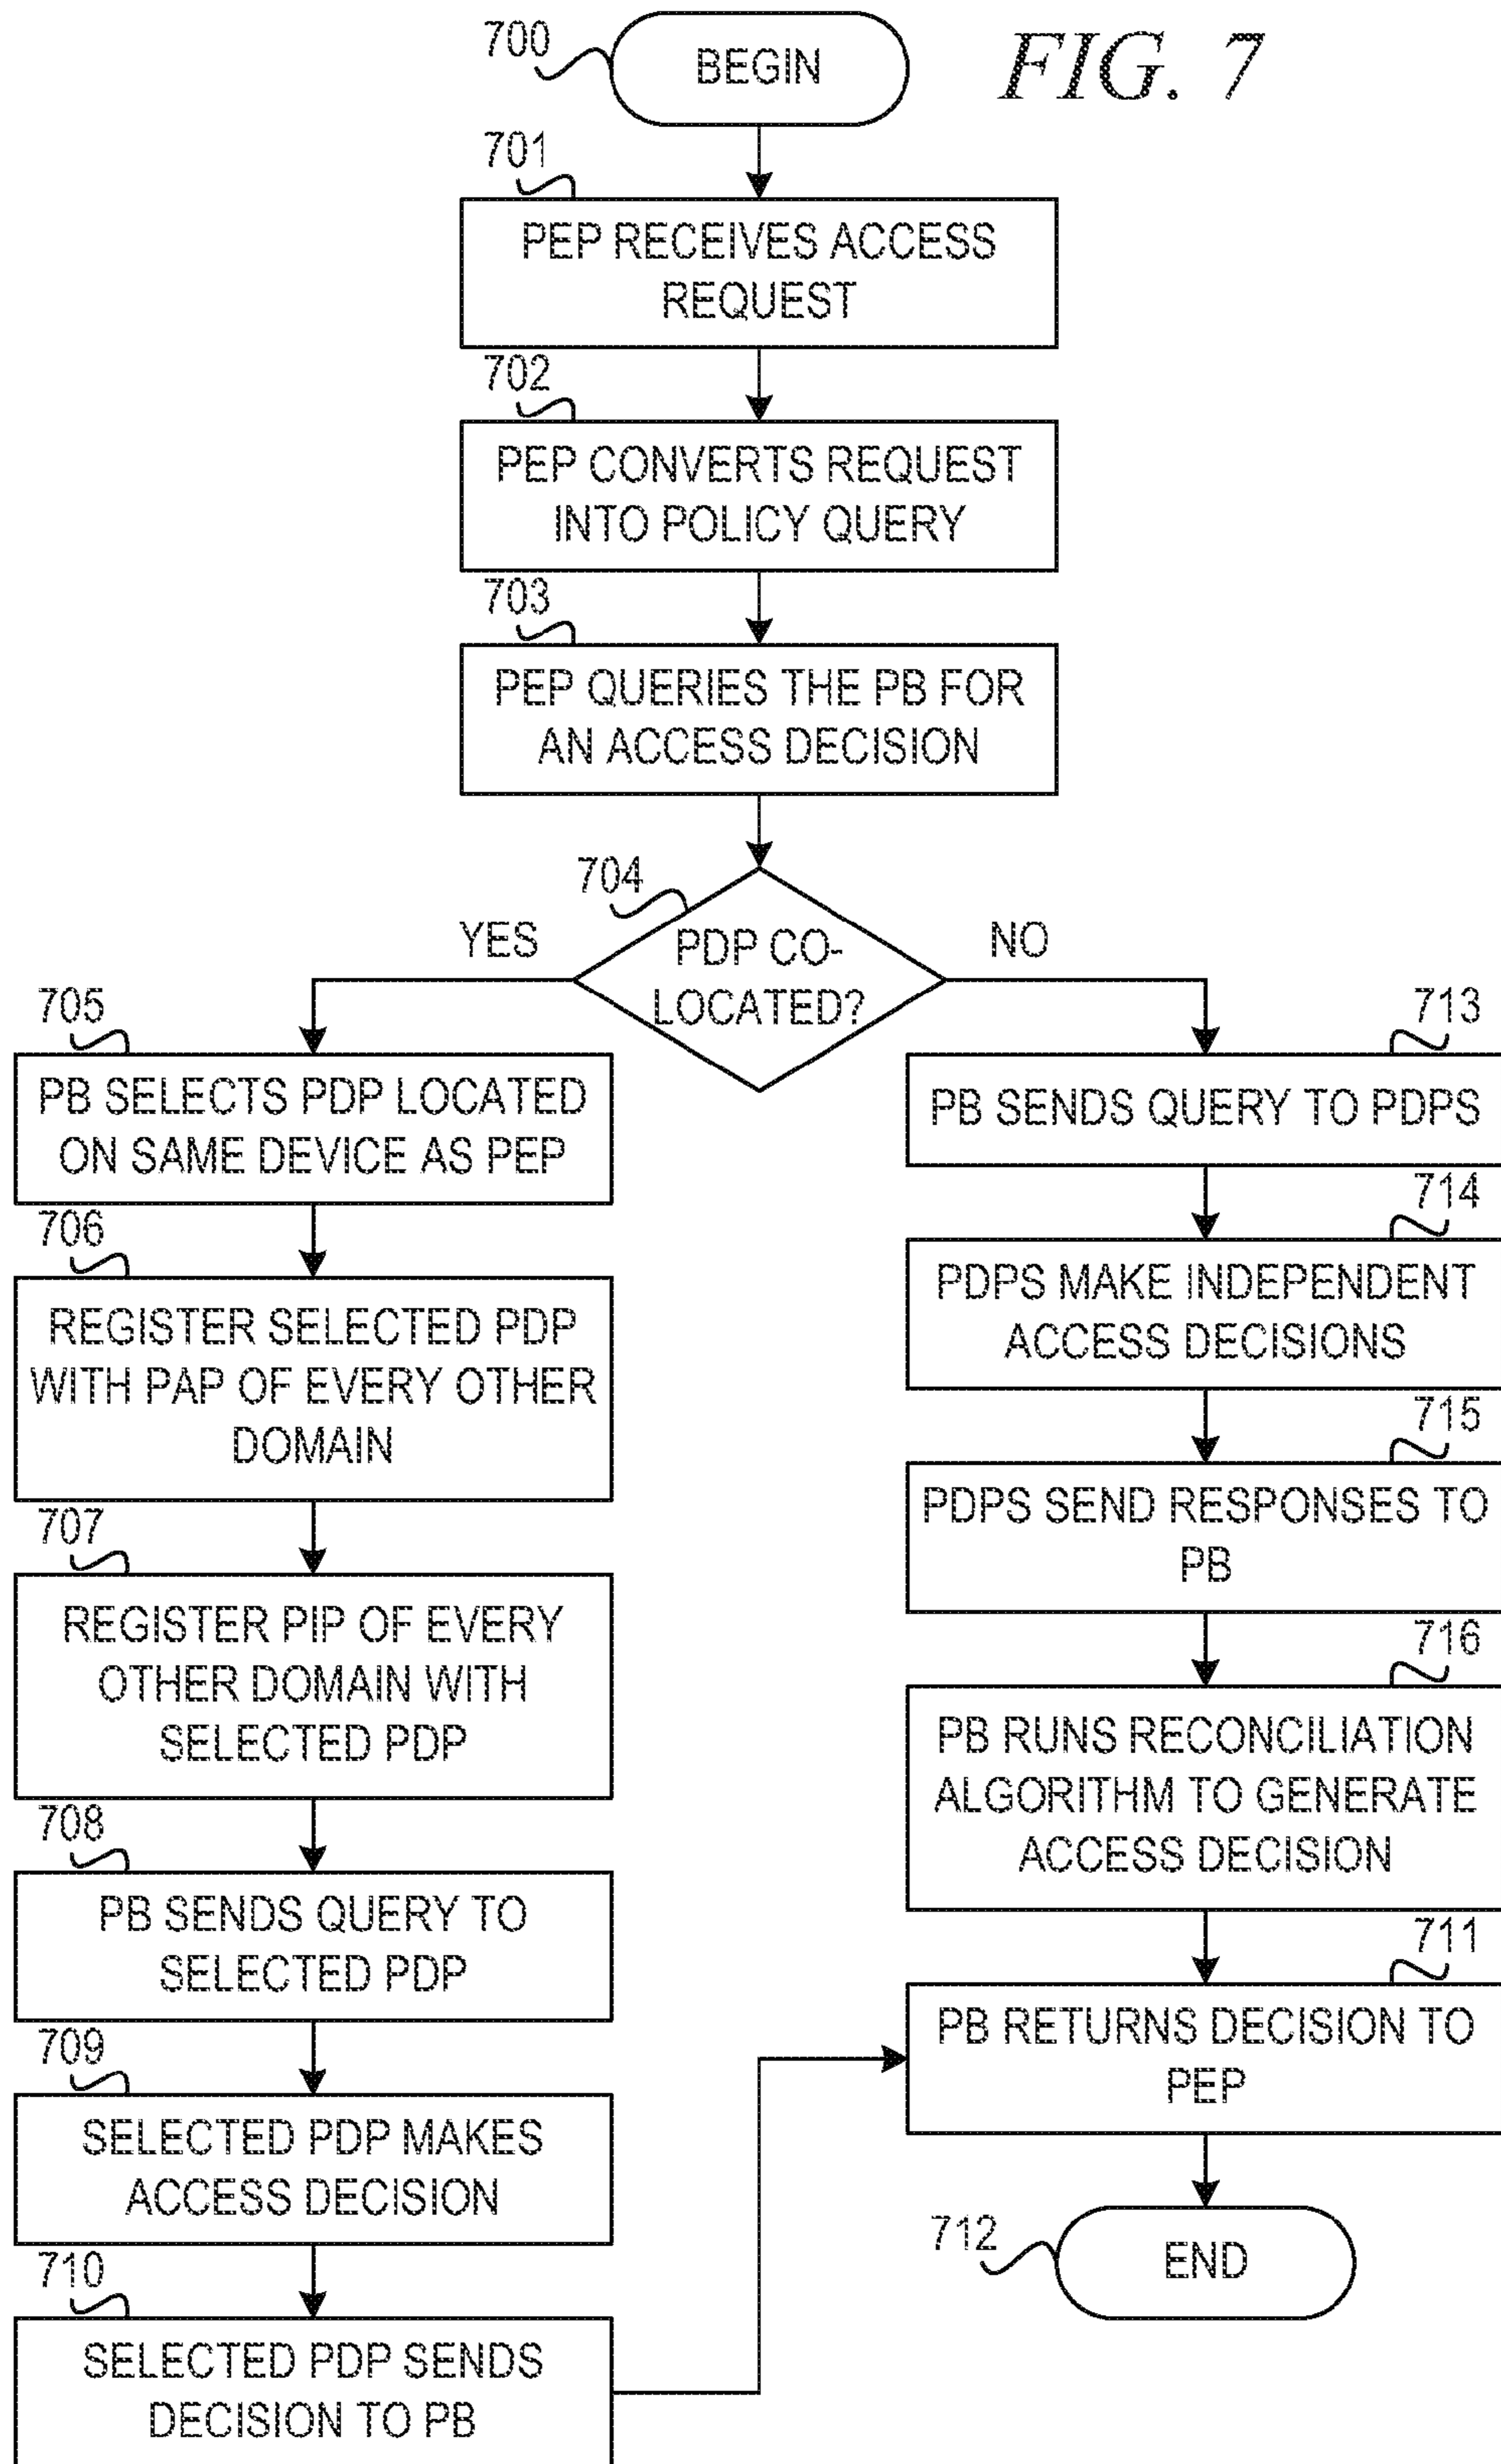 700
BEGIN
FIG. 7
701
PEP RECEIVES ACCESS
REQUEST
702
PEP CONVERTS REQUEST
INTO POLICY QUERY
703
PEP QUERIES THE PB FOR
AN ACCESS DECISION
704
PDP CO-
LOCATED?
YES
NO
705
PB SELECTS PDP LOCATED
ON SAME DEVICE AS PEP
706
REGISTER SELECTED PDP
WITH PAP OF EVERY OTHER
DOMAIN
707
REGISTER PIP OF EVERY
OTHER DOMAIN WITH
SELECTED PDP
708
PB SENDS QUERY TO
SELECTED PDP
709
SELECTED PDP MAKES
ACCESS DECISION
710
SELECTED PDP SENDS
DECISION TO PB
713
PB SENDS QUERY TO PDPS
714
PDPS MAKE INDEPENDENT
ACCESS DECISIONS
715
PDPS SEND RESPONSES TO
PB
716
PB RUNS RECONCILIATION
ALGORITHM TO GENERATE
ACCESS DECISION
711
PB RETURNS DECISION TO
PEP
712
END